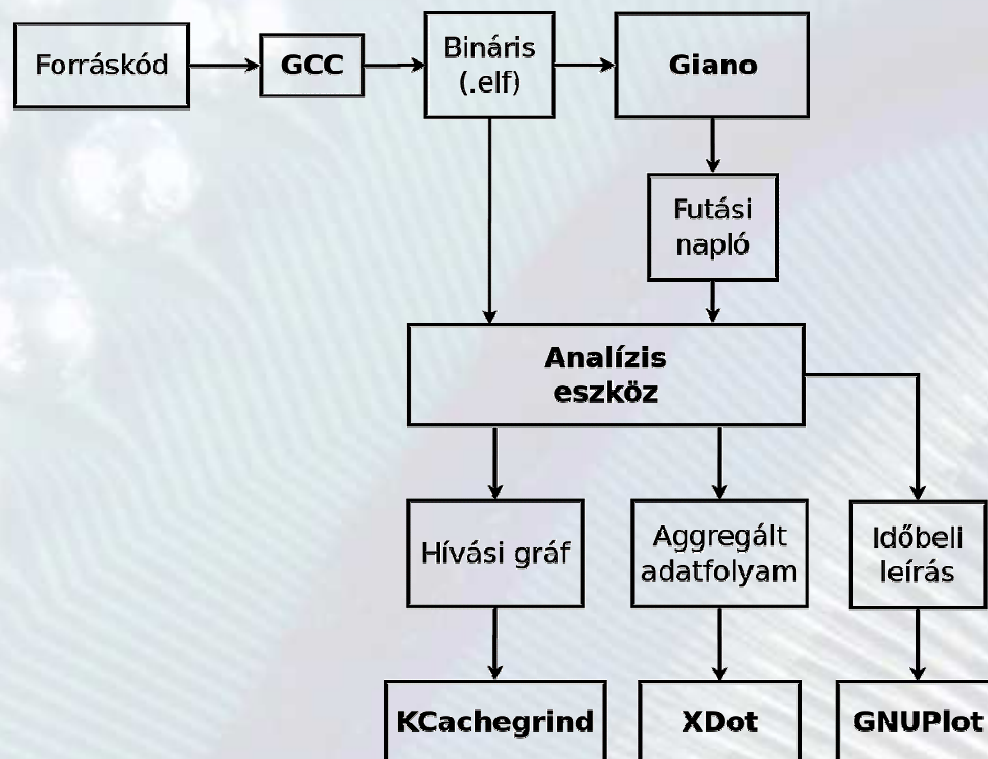 Forráskód
GCC
Bináris
(.elf)
Giano
Futási
napló
Analízis
eszköz
Hívási gráf
Aggregált
adatfolyam
Időbeli
leírás
KCachegrind
XDot
GNUPlot